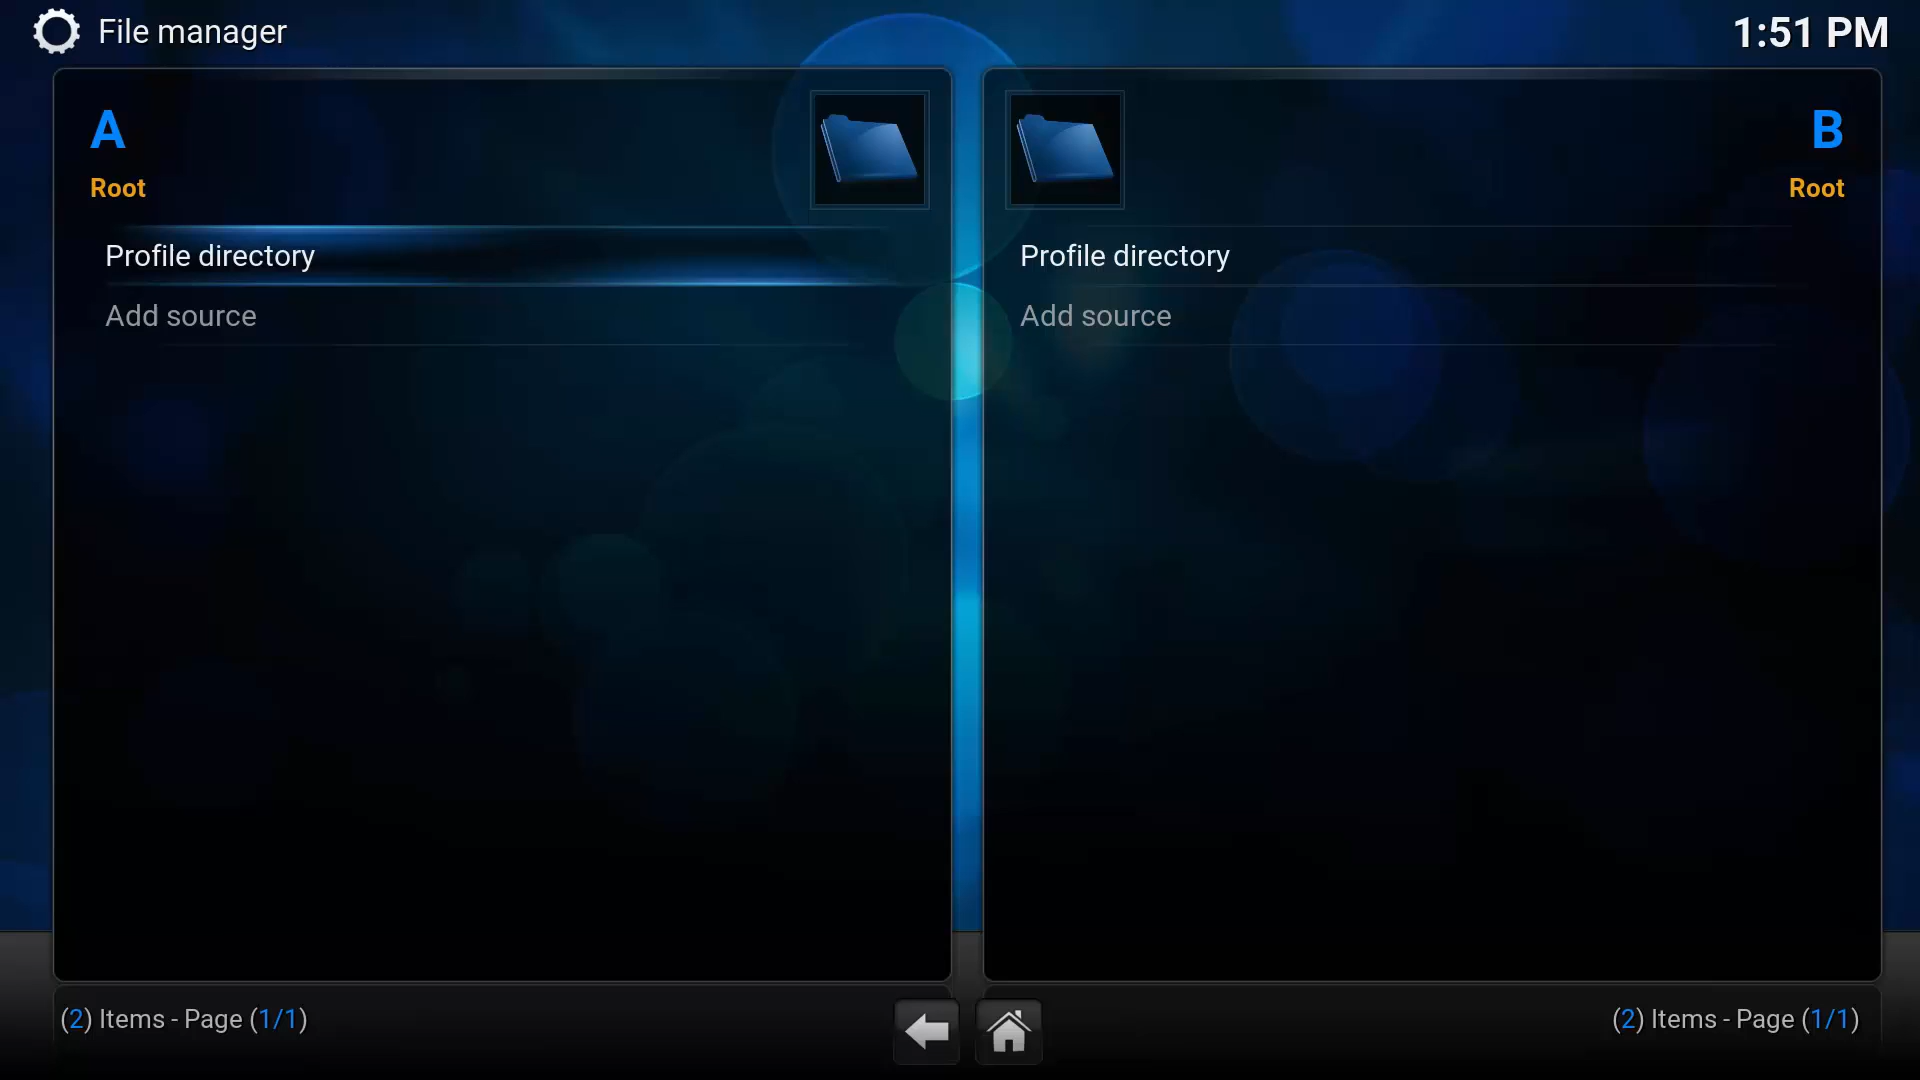 File manager
1:51 PM
A
Root
Profile directory
Add source
(2) Items - Page (1/1)
B
Root
Profile directory
Add source
(2) Items - Page (1/1)